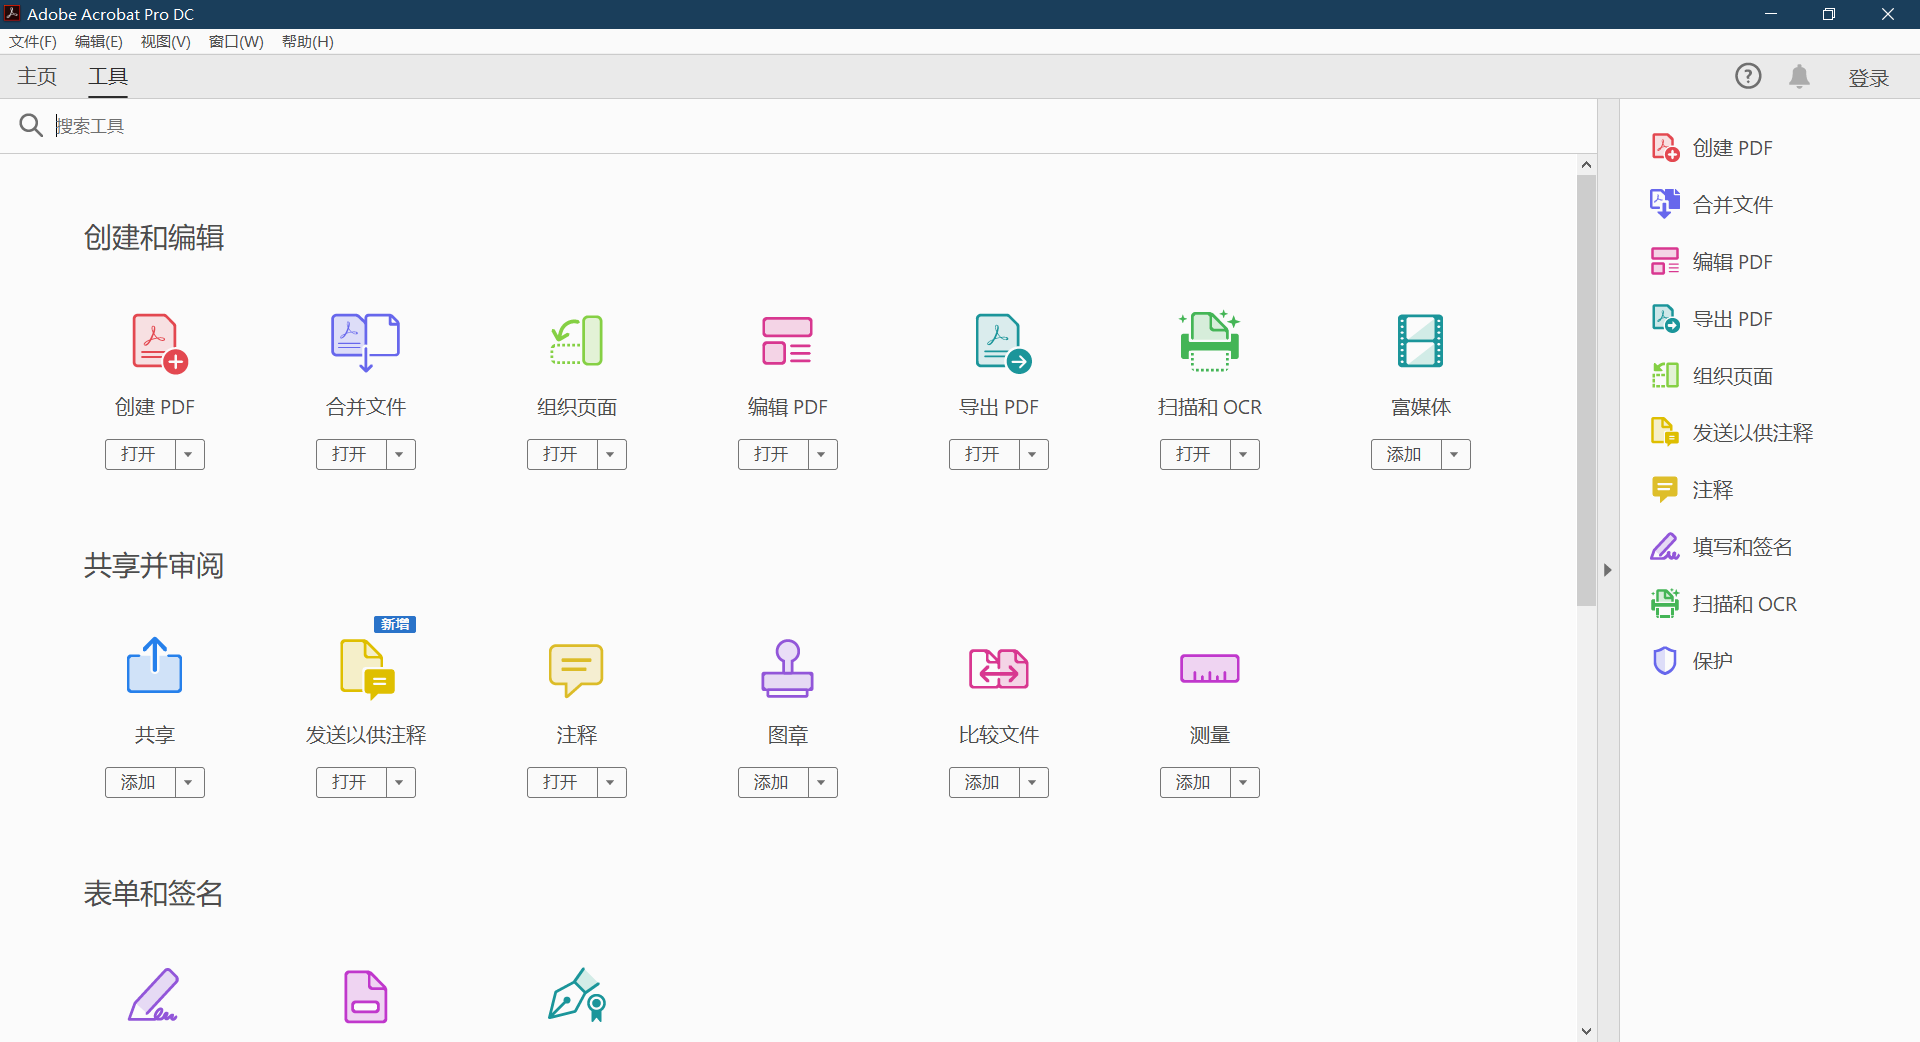 Adobe Acrobat Pro DC
文件(F) 编辑(E) 视图(V) 窗口(W) 帮助(H)
主页 工具 登录
搜索工具
创建和编辑
创建 PDF 合并文件 组织页面 编辑 PDF 导出 PDF 扫描和 OCR 富媒体
打开 打开 打开 打开 打开 打开 添加
共享并审阅
新增
共享 发送以供注释 注释 图章 比较文件 测量
添加 打开 打开 添加 添加 添加
表单和签名
创建 PDF
合并文件
编辑 PDF
导出 PDF
组织页面
发送以供注释
注释
填写和签名
扫描和 OCR
保护